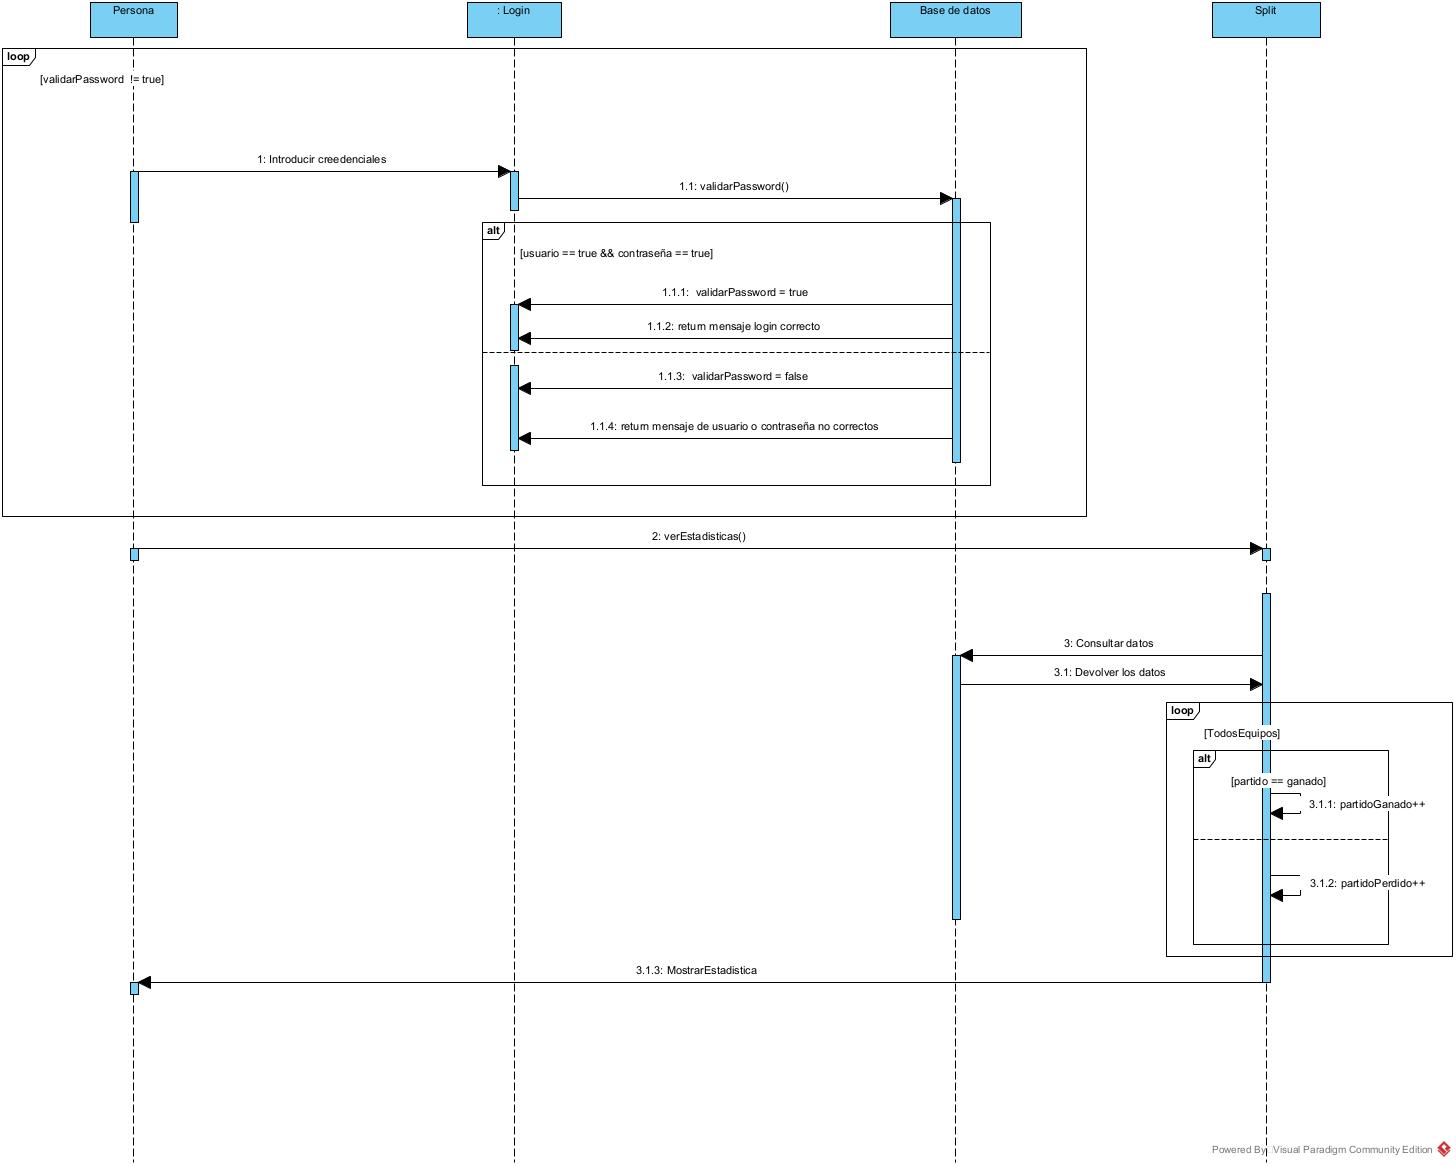 Persona
: Login
Base de datos
Split
loop
[validarPassword != true]
1: Introducir creedenciales
1.1: validarPassword()
alt
[usuario == true && contraseña == true]
1.1.1: validarPassword = true
1.1.2: return mensaje login correcto
1.1.3: validarPassword = false
1.1.4: return mensaje de usuario o contraseña no correctos
2: verEstadisticas()
3: Consultar datos
3.1: Devolver los datos
loop
[TodosEquipos]
alt
[partido == ganado]
3.1.1: partidoGanado++
3.1.2: partidoPerdido++
3.1.3: MostrarEstadistica
Powered By Visual Paradigm Community Edition